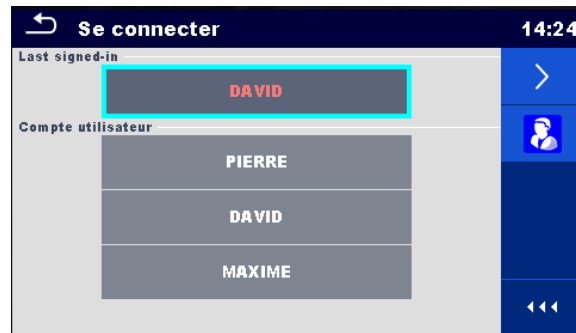 Se connecter
14:24
Last signed-in
DAVID
Compte utilisateur
PIERRE
DAVID
MAXIME